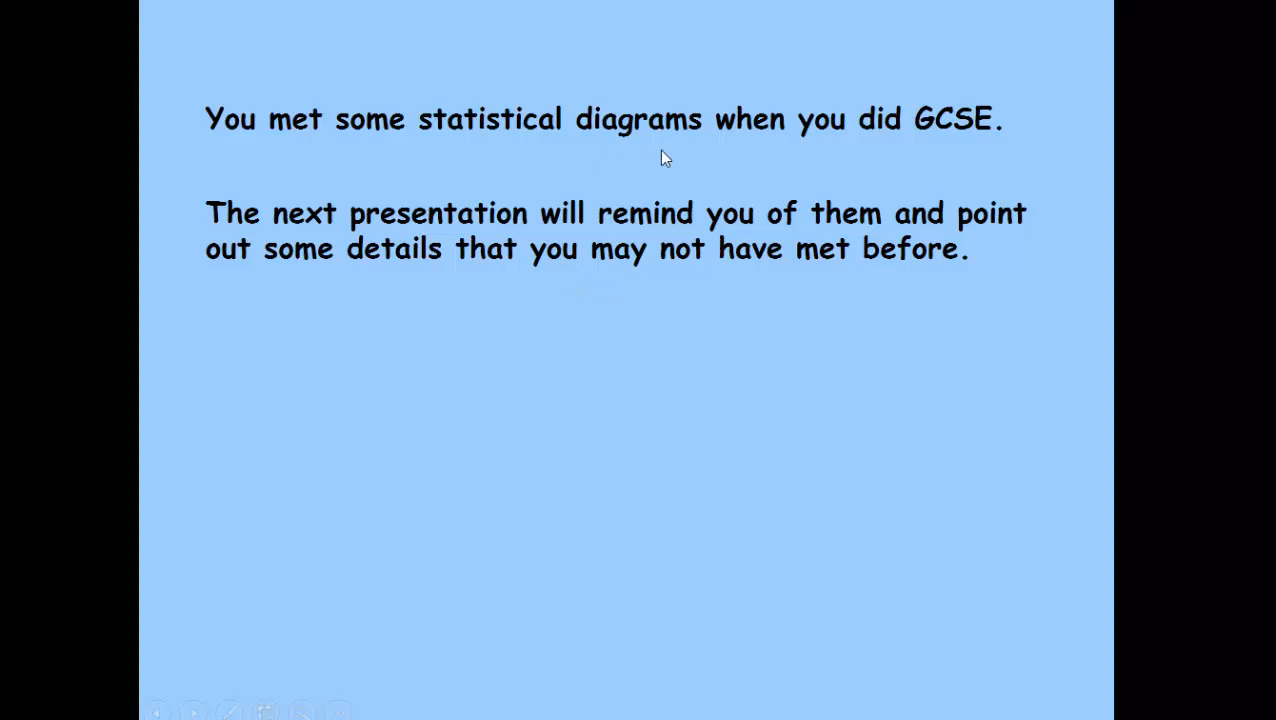 You met some statistical diagrams when you did GCSE.
The next presentation will remind you of them and point
out some details that you may not have met before.